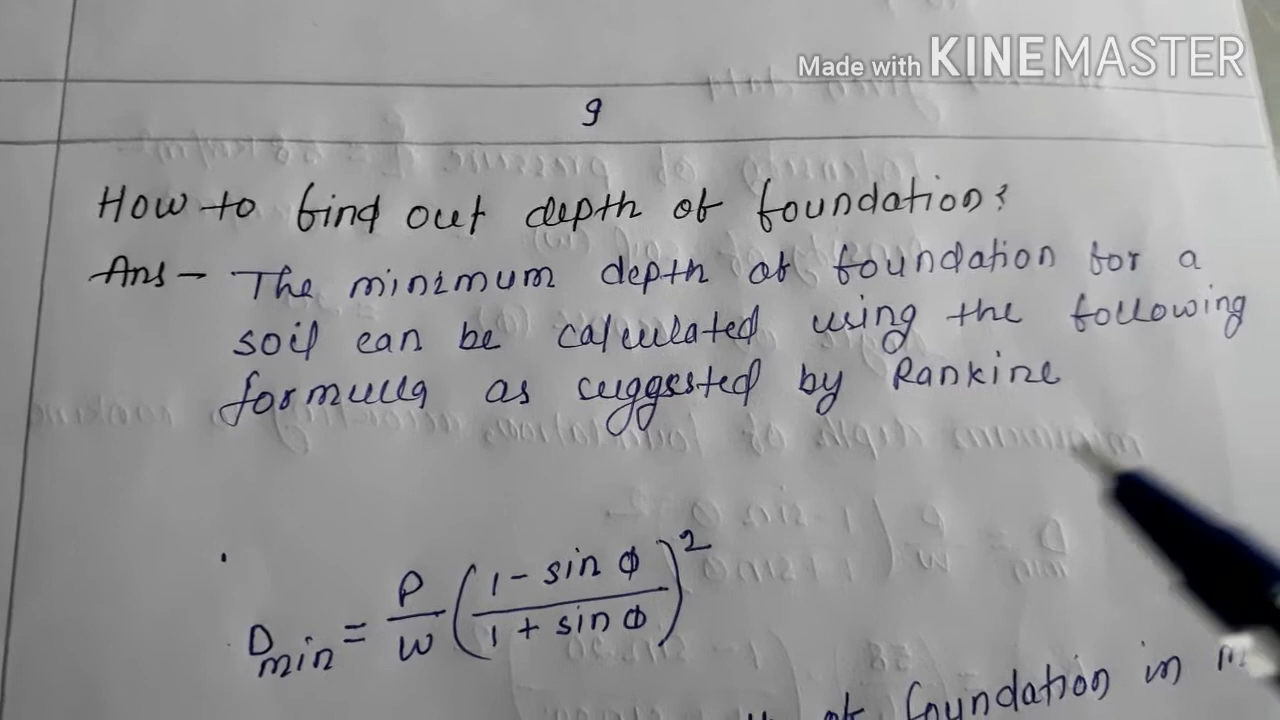 Made with KINEMASTER
9
How to find out depth of foundation?
Ans - The minimum depth of foundation for a
soil can be calculated using the following
formula as suggested by Rankine
Dmin = P/W (1 - sin ϕ / 1 + sin ϕ)²
of foundation in m